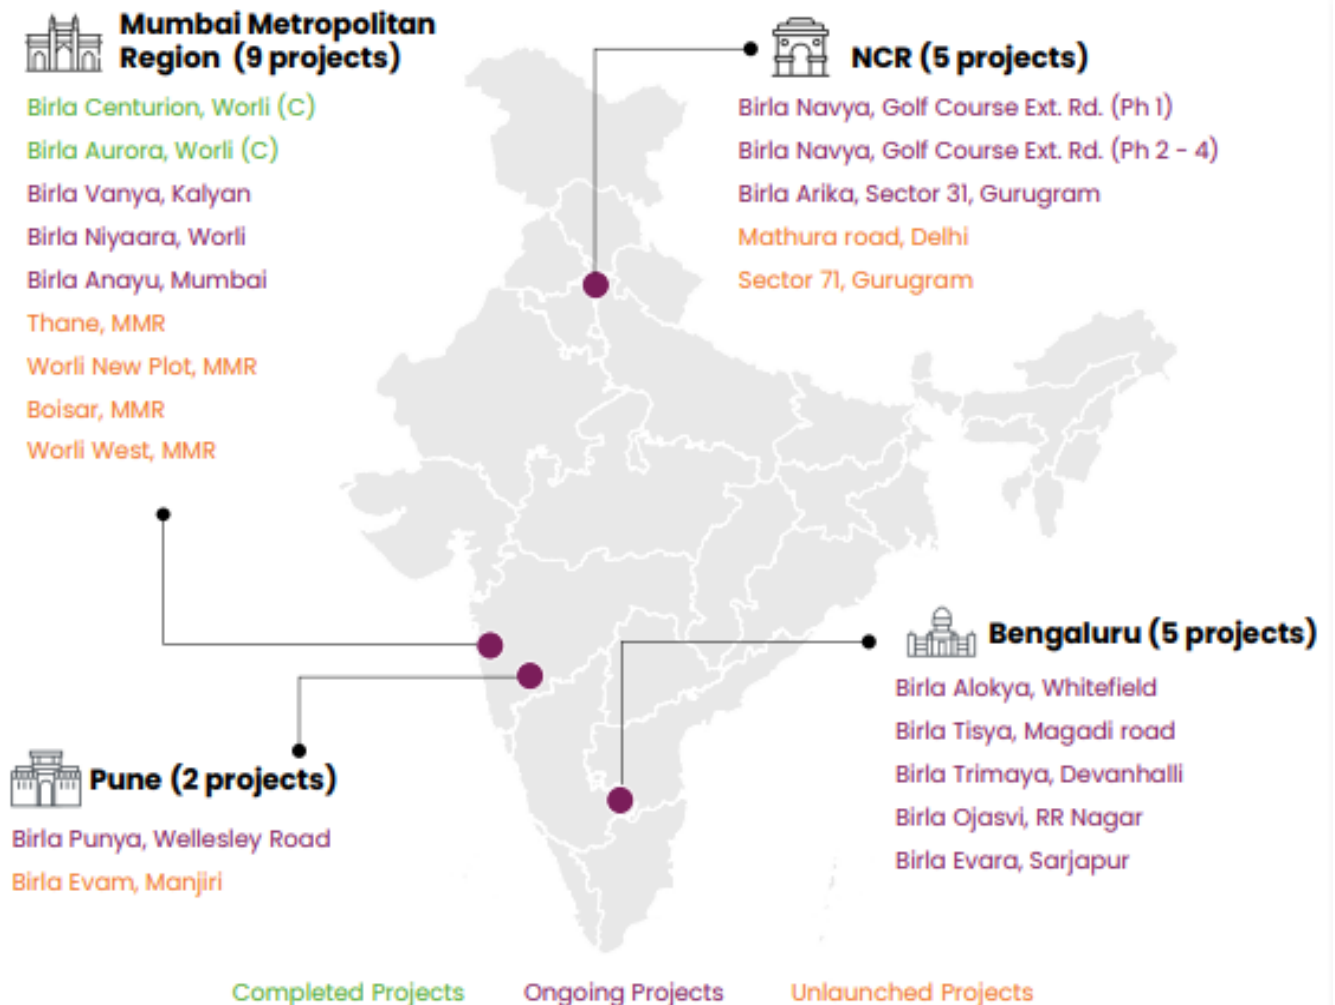 Mumbai Metropolitan
Region (9 projects)
Birla Centurion, Worli (C)
Birla Aurora, Worli (C)
Birla Vanya, Kalyan
Birla Niyaara, Worli
Birla Anayu, Mumbai
Thane, MMR
Worli New Plot, MMR
Boisar, MMR
Worli West, MMR
NCR (5 projects)
Birla Navya, Golf Course Ext. Rd. (Ph 1)
Birla Navya, Golf Course Ext. Rd. (Ph 2 - 4)
Birla Arika, Sector 31, Gurugram
Mathura road, Delhi
Sector 71, Gurugram
Bengaluru (5 projects)
Birla Alokya, Whitefield
Birla Tisya, Magadi road
Birla Trimaya, Devanhalli
Birla Ojasvi, RR Nagar
Birla Evara, Sarjapur
Pune (2 projects)
Birla Punya, Wellesley Road
Birla Evam, Manjiri
Completed Projects
Ongoing Projects
Unlaunched Projects